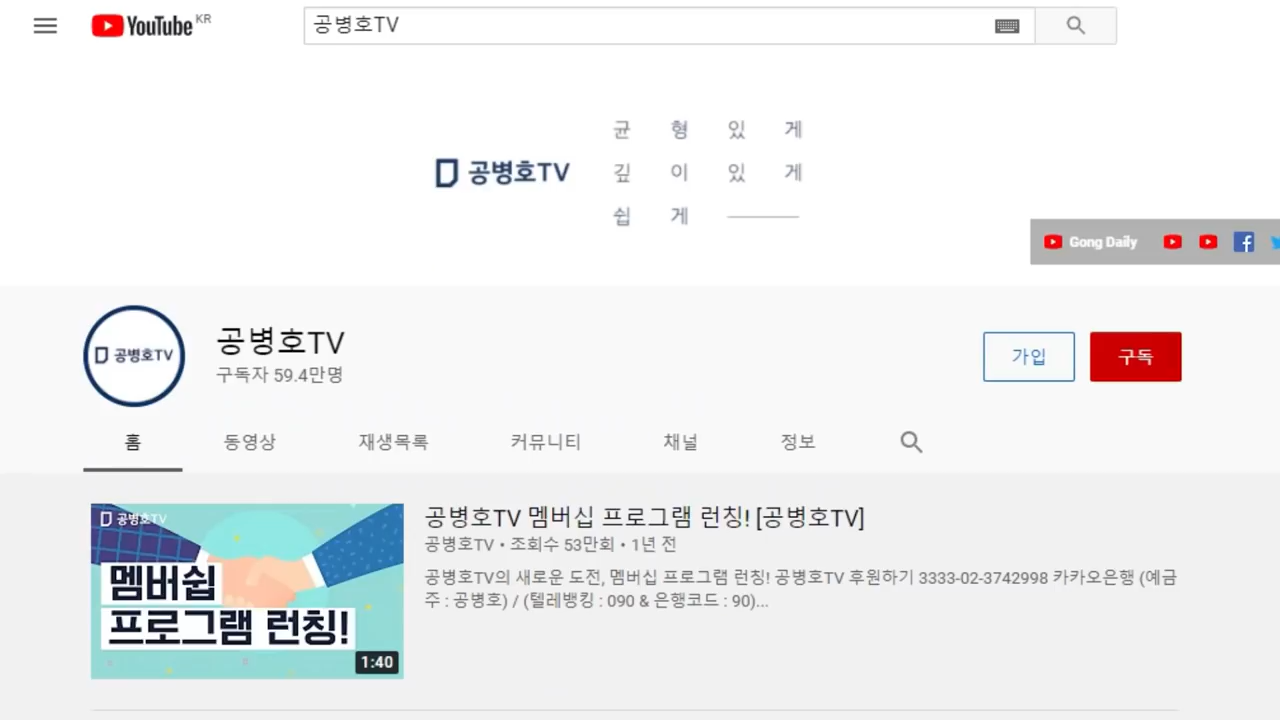 YouTube KR
공병호TV
균 형 있 게
공병호TV
깊 이 있 게
쉽 게
Gong Daily
공병호TV
공병호TV
구독자 59.4만명
가입
구독
홈 동영상 재생목록 커뮤니티 채널 정보
공병호TV
멤버쉽
프로그램 런칭!
1:40
공병호TV 멤버십 프로그램 런칭! [공병호TV]
공병호TV • 조회수 53만회 • 1년 전
공병호TV의 새로운 도전, 멤버십 프로그램 런칭! 공병호TV 후원하기 3333-02-3742998 카카오은행 (예금
주 : 공병호) / (텔레뱅킹 : 090 & 은행코드 : 90)...